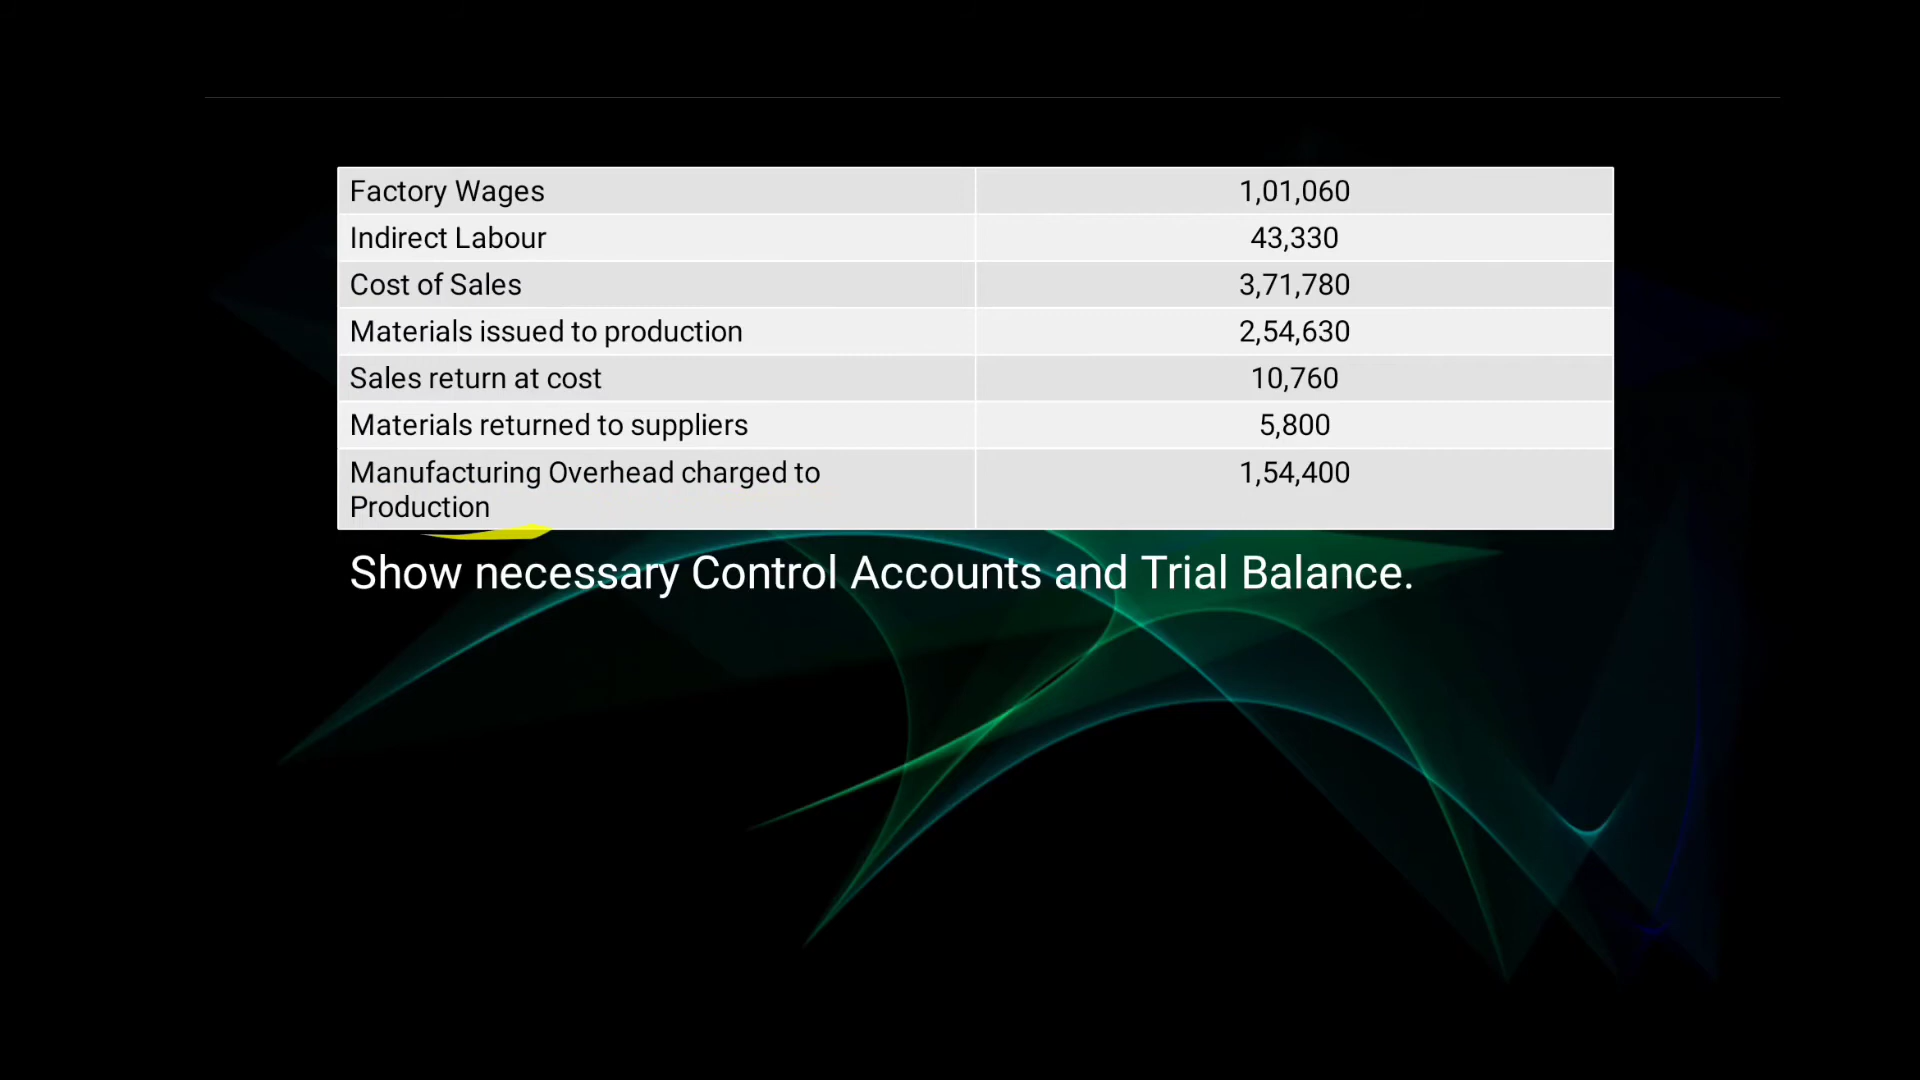 Factory Wages 1,01,060
Indirect Labour 43,330
Cost of Sales 3,71,780
Materials issued to production 2,54,630
Sales return at cost 10,760
Materials returned to suppliers 5,800
Manufacturing Overhead charged to 1,54,400
Production
Show necessary Control Accounts and Trial Balance.